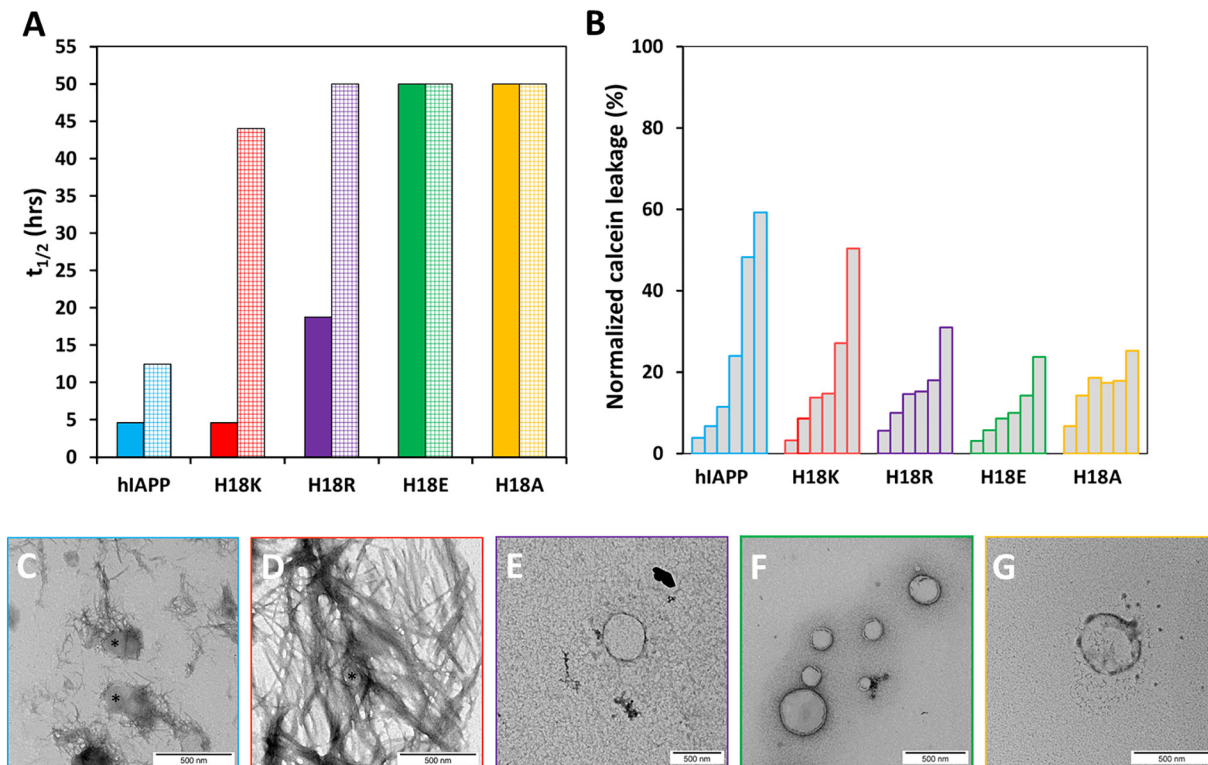 A
t1/2 (hrs)
55
50
45
40
35
30
25
20
15
10
5
0
hIAPP H18K H18R H18E H18A
B
Normalized calcein leakage (%)
100
80
60
40
20
0
hIAPP H18K H18R H18E H18A
C
*
*
500 nm
D
*
500 nm
E
500 nm
F
500 nm
G
500 nm